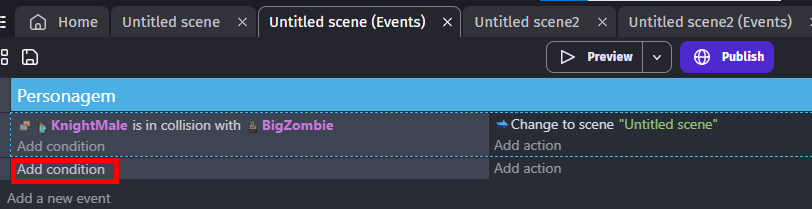 Home Untitled scene Untitled scene (Events) Untitled scene2 Untitled scene2 (Events)
Preview Publish
Personagem
KnightMale is in collision with BigZombie Change to scene "Untitled scene"
Add condition Add action
Add condition Add action
Add a new event